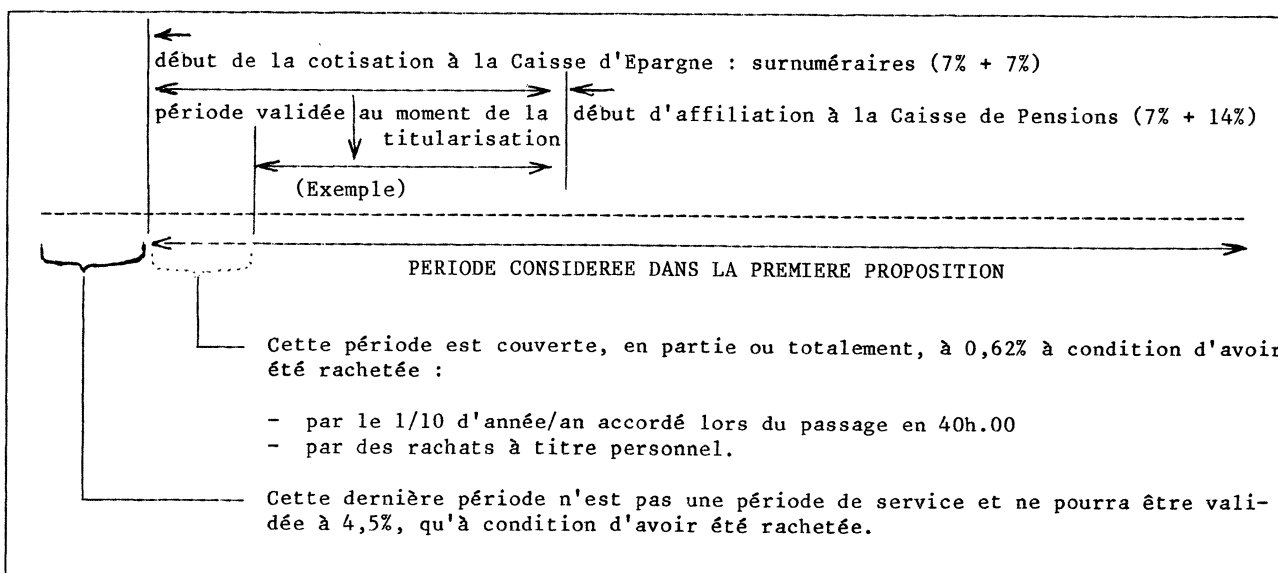 début de la cotisation à la Caisse d'Epargne : surnuméraires (7% + 7%)
période validée au moment de la titularisation
début d'affiliation à la Caisse de Pensions (7% + 14%)
(Exemple)
PERIODE CONSIDEREE DANS LA PREMIERE PROPOSITION
Cette période est couverte, en partie ou totalement, à 0,62% à condition d'avoir
été rachetée :
- par le 1/10 d'année/an accordé lors du passage en 40h.00
- par des rachats à titre personnel.
Cette dernière période n'est pas une période de service et ne pourra être vali-
dée à 4,5%, qu'à condition d'avoir été rachetée.